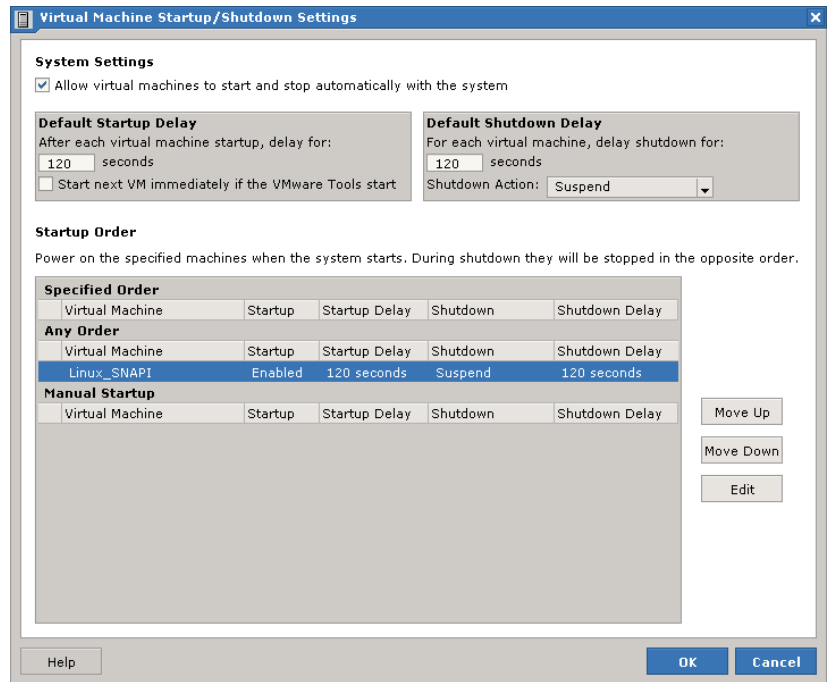 Virtual Machine Startup/Shutdown Settings
System Settings
Allow virtual machines to start and stop automatically with the system
Default Startup Delay
After each virtual machine startup, delay for:
120 seconds
Start next VM immediately if the VMware Tools start
Default Shutdown Delay
For each virtual machine, delay shutdown for:
120 seconds
Shutdown Action: Suspend
Startup Order
Power on the specified machines when the system starts. During shutdown they will be stopped in the opposite order.
Specified Order
Virtual Machine Startup Startup Delay Shutdown Shutdown Delay
Any Order
Virtual Machine Startup Startup Delay Shutdown Shutdown Delay
Linux_SNAPI Enabled 120 seconds Suspend 120 seconds
Manual Startup
Virtual Machine Startup Startup Delay Shutdown Shutdown Delay
Move Up
Move Down
Edit
Help OK Cancel